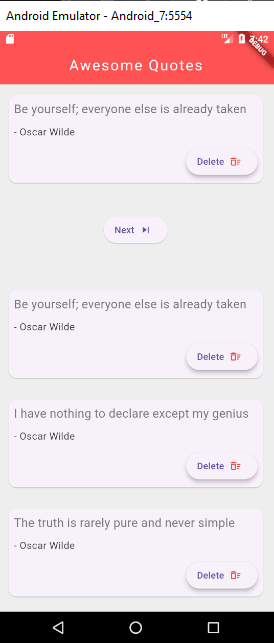 Android Emulator - Android_7:5554
3:42
DEBUG
Awesome Quotes
Be yourself; everyone else is already taken
- Oscar Wilde
Delete
Next
Be yourself; everyone else is already taken
- Oscar Wilde
Delete
I have nothing to declare except my genius
- Oscar Wilde
Delete
The truth is rarely pure and never simple
- Oscar Wilde
Delete